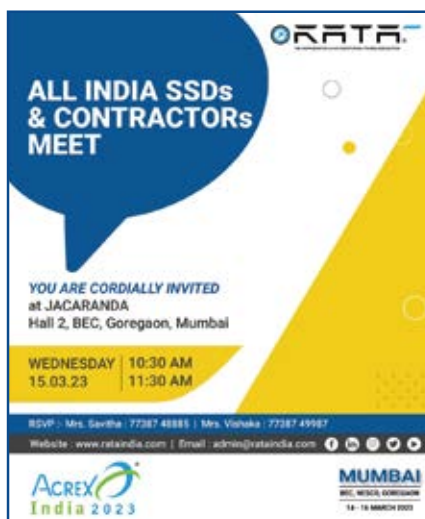 RATA
ALL INDIA SSDs
& CONTRACTORs
MEET
YOU ARE CORDIALLY INVITED
at JACARANDA
Hall 2, BEC, Goregaon, Mumbai
WEDNESDAY | 10:30 AM
15.03.23 | 11:30 AM
RSVP :- Mrs. Savitha : 77387 48885 | Mrs. Vishaka : 77387 49987
Website : www.rataindia.com | Email : admin@rataindia.com
ACREX
India 2023
MUMBAI
BEC, NESCO, GOREGAON
14 - 16 MARCH 2023